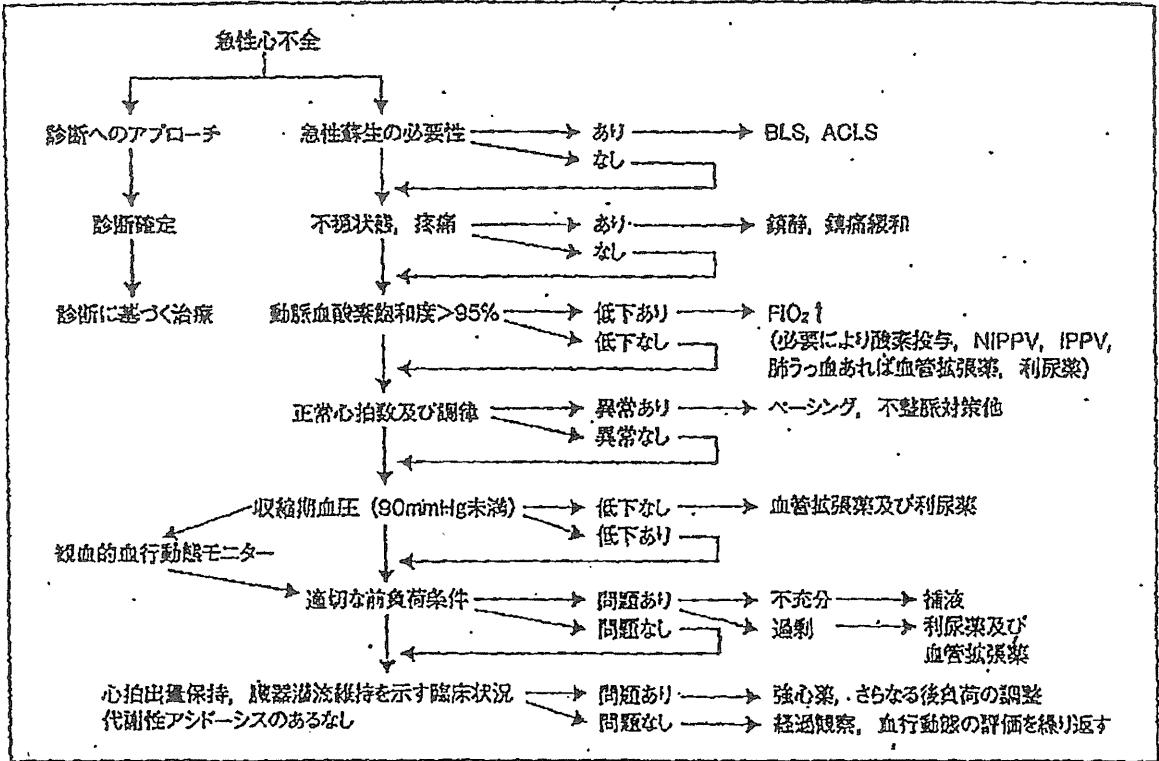 急性心不全
診断へのアプローチ 急性蘇生の必要性 あり BLS, ACLS
なし
診断確定 不穏状態, 疼痛 あり 鎮静, 鎮痛緩和
なし
診断に基づく治療 動脈血酸素飽和度>95% 低下あり FIO₂↑
低下なし (必要により酸素投与, NIPPV, IPPV,
肺うっ血あれば血管拡張薬, 利尿薬)
正常心拍数及び調律 異常あり ペーシング, 不整脈対策他
異常なし
収縮期血圧 (90mmHg未満) 低下なし 血管拡張薬及び利尿薬
低下あり
観血的血行動態モニター
適切な前負荷条件 問題あり 不充分 補液
問題なし 過剰 利尿薬及び
血管拡張薬
心拍出量保持, 臓器灌流維持を示す臨床状況 問題あり 強心薬, さらなる後負荷の調整
代謝性アシドーシスのあるなし 問題なし 経過観察, 血行動態の評価を繰り返す